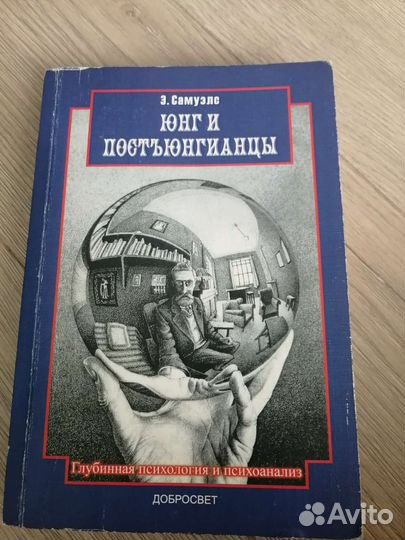 Э. Самуэлс
ЮНГ И
ПОСТЪЮНГИАНЦЫ
Глубинная психология и психоанализ
ДОБРОСВЕТ
Avito